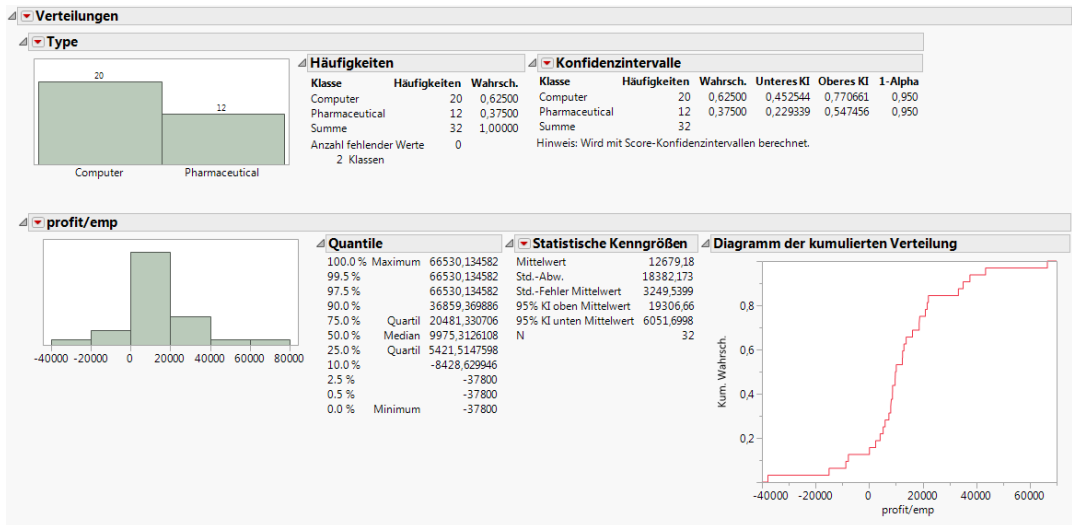 Verteilungen
Type
20
12
Computer Pharmaceutical
Häufigkeiten
Klasse Häufigkeiten Wahrsch.
Computer 20 0,62500
Pharmaceutical 12 0,37500
Summe 32 1,00000
Anzahl fehlender Werte 0
2 Klassen
Konfidenzintervalle
Klasse Häufigkeiten Wahrsch. Unteres KI Oberes KI 1-Alpha
Computer 20 0,62500 0,452544 0,770661 0,950
Pharmaceutical 12 0,37500 0,229339 0,547456 0,950
Summe 32
Hinweis: Wird mit Score-Konfidenzintervallen berechnet.
profit/emp
-40000 -20000 0 20000 40000 60000 80000
Quantile
100.0 % Maximum 66530,134582
99.5 % 66530,134582
97.5 % 66530,134582
90.0 % 36859,369886
75.0 % Quartil 20481,330706
50.0 % Median 9975,3126108
25.0 % Quartil 5421,5147598
10.0 % -8428,629946
2.5 % -37800
0.5 % -37800
0.0 % Minimum -37800
Statistische Kenngrößen
Mittelwert 12679,18
Std.-Abw. 18382,173
Std.-Fehler Mittelwert 3249,5399
95% KI oben Mittelwert 19306,66
95% KI unten Mittelwert 6051,6998
N 32
Diagramm der kumulierten Verteilung
Kum. Wahrsch.
0,8
0,6
0,4
0,2
-40000 -20000 0 20000 40000 60000
profit/emp